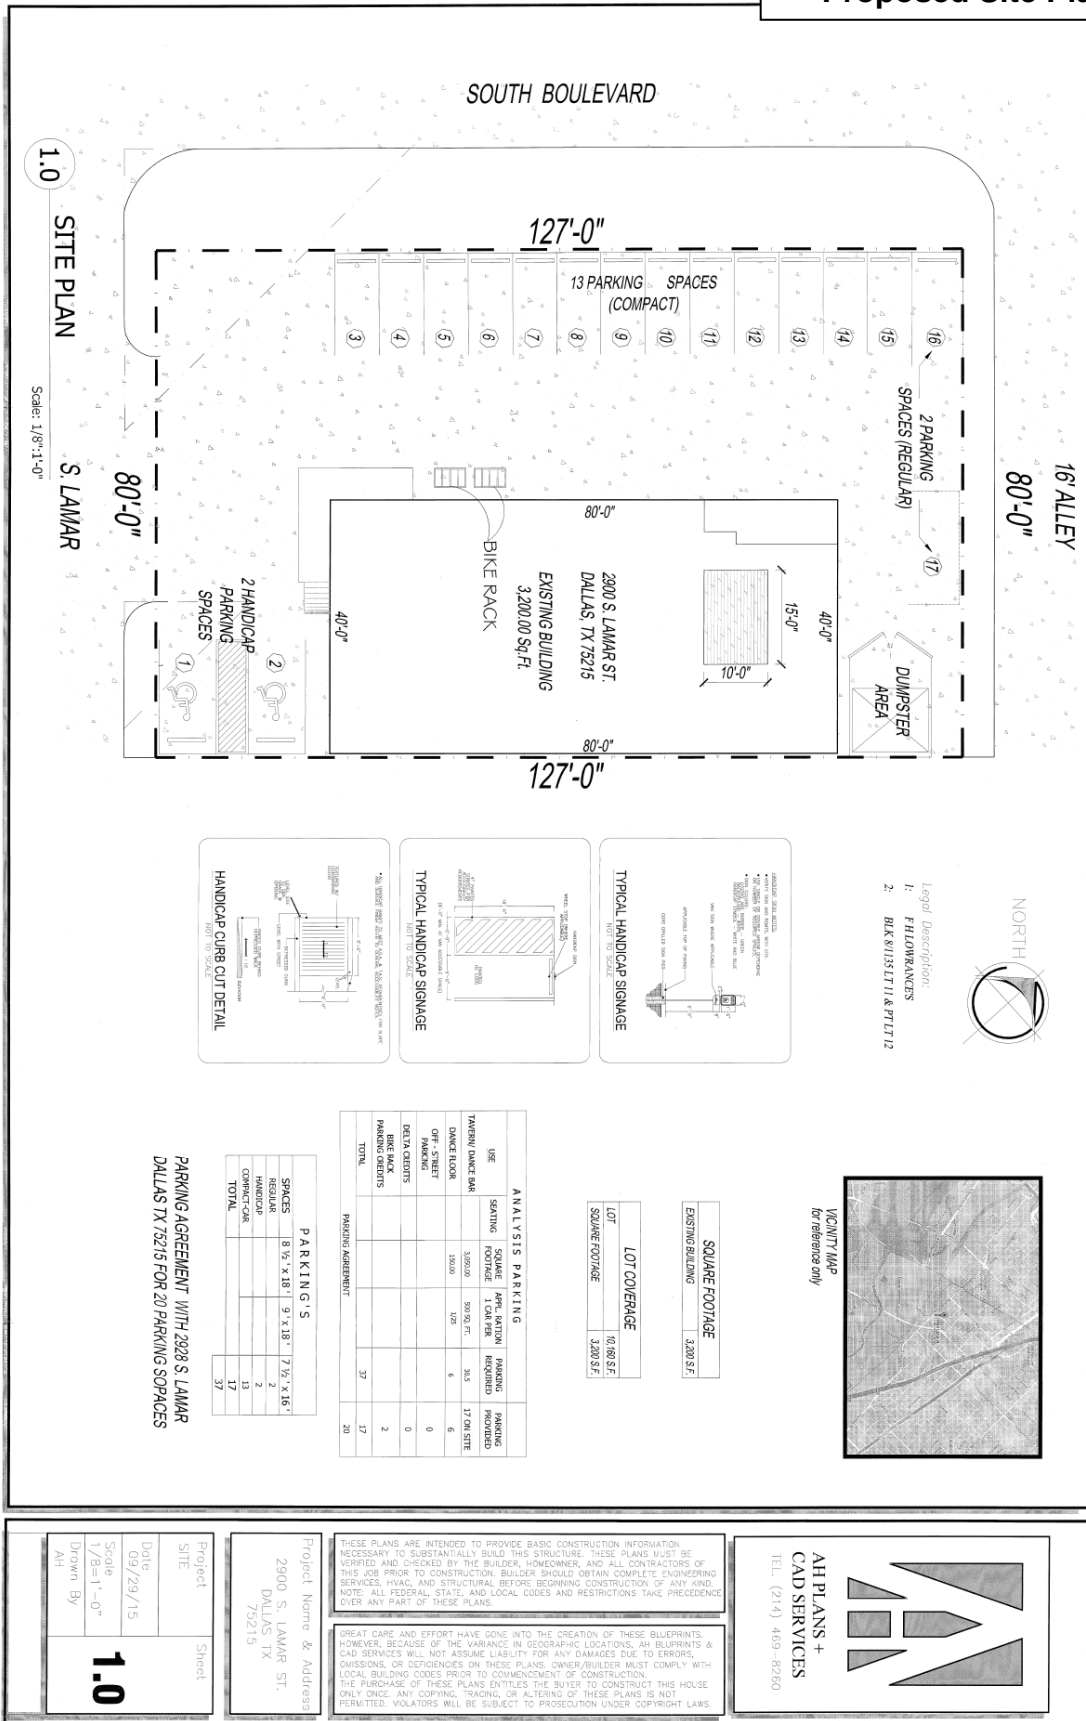 SOUTH BOULEVARD
1.0
SITE PLAN
Scale: 1/8":1'-0"
S. LAMAR
16' ALLEY
127'-0"
80'-0"
80'-0"
127'-0"
13 PARKING SPACES
(COMPACT)
3
4
5
6
7
8
9
10
11
12
13
14
15
16
2 PARKING
SPACES (REGULAR)
17
BIKE RACK
80'-0"
2900 S. LAMAR ST.
DALLAS, TX 75215
EXISTING BUILDING
3,200.00 Sq.Ft.
40'-0"
40'-0"
15'-0"
10'-0"
80'-0"
2 HANDICAP
PARKING
SPACES
1
2
DUMPSTER
AREA
NORTH
Legal Description:
1: FH LOWRANCE'S
2: BLK 8/1135 LT 11 & PT LT 12
TYPICAL HANDICAP SIGNAGE
NOT TO SCALE
TYPICAL HANDICAP SIGNAGE
NOT TO SCALE
HANDICAP CURB CUT DETAIL
NOT TO SCALE
VICINITY MAP
for reference only
SQUARE FOOTAGE
EXISTING BUILDING 3,200 S.F.
LOT COVERAGE
LOT 10,160 S.F.
SQUARE FOOTAGE 3,200 S.F.
ANALYSIS PARKING
USE SEATING SQUARE FOOTAGE APPL. RATION 1 CAR PER PARKING REQUIRED PARKING PROVIDED
TAVERN/ DANCE BAR 3,050.00 500 SQ. FT. 30.5 17 ON SITE
DANCE FLOOR 150.00 1/25 6 6
OFF - STREET PARKING 0
DELTA CREDITS 0
BIKE RACK PARKING CREDITS 2
TOTAL 37 17
PARKING AGREEMENT 20
PARKING'S
SPACES 8 ½' x 18' 9' x 18' 7 ½' x 16'
REGULAR 2
HANDICAP 2
COMPACT-CAR 13
TOTAL 17
37
PARKING AGREEMENT WITH 2928 S. LAMAR
DALLAS TX 75215 FOR 20 PARKING SOPACES
AH PLANS +
CAD SERVICES
TEL (214) 469-8260
THESE PLANS ARE INTENDED TO PROVIDE BASIC CONSTRUCTION INFORMATION
NECESSARY TO SUBSTANTIALLY BUILD THIS STRUCTURE. THESE PLANS MUST BE
VERIFIED AND CHECKED BY THE BUILDER, HOMEOWNER, AND ALL CONTRACTORS OF
THIS JOB PRIOR TO CONSTRUCTION. BUILDER SHOULD OBTAIN COMPLETE ENGINEERING
SERVICES, HVAC, AND STRUCTURAL BEFORE BEGINNING CONSTRUCTION OF ANY KIND.
NOTE: ALL FEDERAL, STATE, AND LOCAL CODES AND RESTRICTIONS TAKE PRECEDENCE
OVER ANY PART OF THESE PLANS.
GREAT CARE AND EFFORT HAVE GONE INTO THE CREATION OF THESE BLUEPRINTS.
HOWEVER, BECAUSE OF THE VARIANCE IN GEOGRAPHIC LOCATIONS, AH BLUPRINTS &
CAD SERVICES WILL NOT ASSUME LIABILITY FOR ANY DAMAGES DUE TO ERRORS,
OMISSIONS, OR DEFICIENCIES ON THESE PLANS. OWNER/BUILDER MUST COMPLY WITH
LOCAL BUILDING CODES PRIOR TO COMMENCEMENT OF CONSTRUCTION.
THE PURCHASE OF THESE PLANS ENTITLES THE BUYER TO CONSTRUCT THIS HOUSE
ONLY ONCE. ANY COPYING, TRACING, OR ALTERING OF THESE PLANS IS NOT
PERMITTED. VIOLATORS WILL BE SUBJECT TO PROSECUTION UNDER COPYRIGHT LAWS.
Project Name & Address
2900 S. LAMAR ST.
DALLAS TX
75215
Project
SITE
Date
09/29/15
Scale
1/8=1'-0"
Drawn By
AH
Sheet
1.0